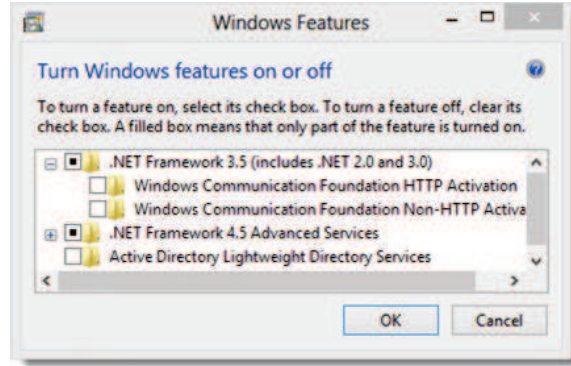 Windows Features
Turn Windows features on or off
To turn a feature on, select its check box. To turn a feature off, clear its
check box. A filled box means that only part of the feature is turned on.
.NET Framework 3.5 (includes .NET 2.0 and 3.0)
Windows Communication Foundation HTTP Activation
Windows Communication Foundation Non-HTTP Activa
.NET Framework 4.5 Advanced Services
Active Directory Lightweight Directory Services
OK Cancel